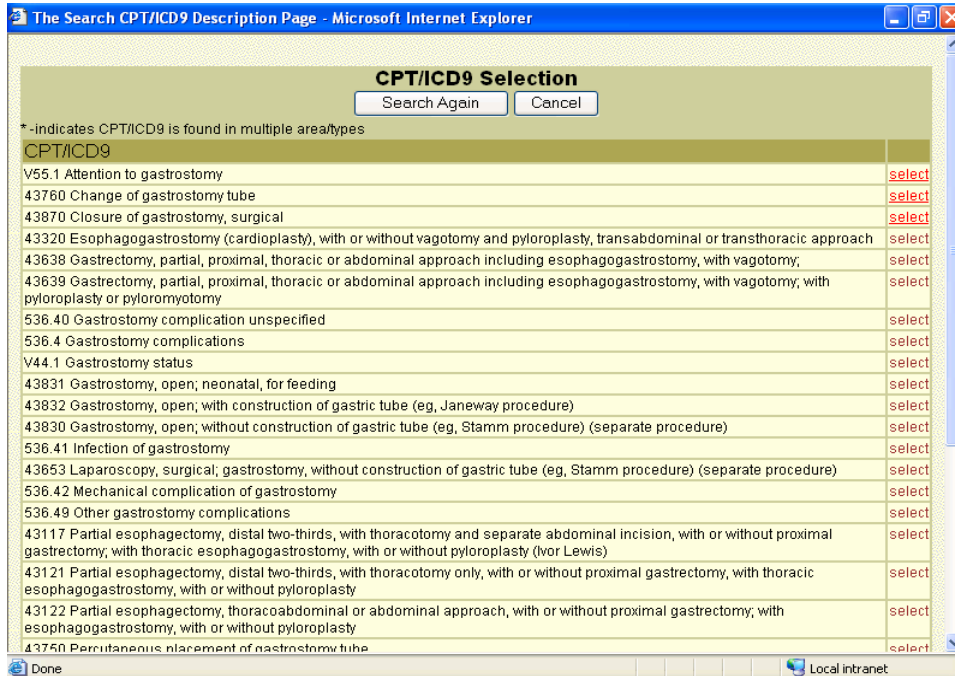 The Search CPT/ICD9 Description Page - Microsoft Internet Explorer
CPT/ICD9 Selection
Search Again Cancel
* -indicates CPT/ICD9 is found in multiple area/types
CPT/ICD9
V55.1 Attention to gastrostomy select
43760 Change of gastrostomy tube select
43870 Closure of gastrostomy, surgical select
43320 Esophagogastrostomy (cardioplasty), with or without vagotomy and pyloroplasty, transabdominal or transthoracic approach select
43638 Gastrectomy, partial, proximal, thoracic or abdominal approach including esophagogastrostomy, with vagotomy; select
43639 Gastrectomy, partial, proximal, thoracic or abdominal approach including esophagogastrostomy, with vagotomy; with select
pyloroplasty or pyloromyotomy
536.40 Gastrostomy complication unspecified select
536.4 Gastrostomy complications select
V44.1 Gastrostomy status select
43831 Gastrostomy, open; neonatal, for feeding select
43832 Gastrostomy, open; with construction of gastric tube (eg, Janeway procedure) select
43830 Gastrostomy, open; without construction of gastric tube (eg, Stamm procedure) (separate procedure) select
536.41 Infection of gastrostomy select
43653 Laparoscopy, surgical; gastrostomy, without construction of gastric tube (eg, Stamm procedure) (separate procedure) select
536.42 Mechanical complication of gastrostomy select
536.49 Other gastrostomy complications select
43117 Partial esophagectomy, distal two-thirds, with thoracotomy and separate abdominal incision, with or without proximal select
gastrectomy; with thoracic esophagogastrostomy, with or without pyloroplasty (Ivor Lewis)
43121 Partial esophagectomy, distal two-thirds, with thoracotomy only, with or without proximal gastrectomy, with thoracic select
esophagogastrostomy, with or without pyloroplasty
43122 Partial esophagectomy, thoracoabdominal or abdominal approach, with or without proximal gastrectomy; with select
esophagogastrostomy, with or without pyloroplasty
43750 Percutaneous placement of gastrostomy tube select
Done Local intranet